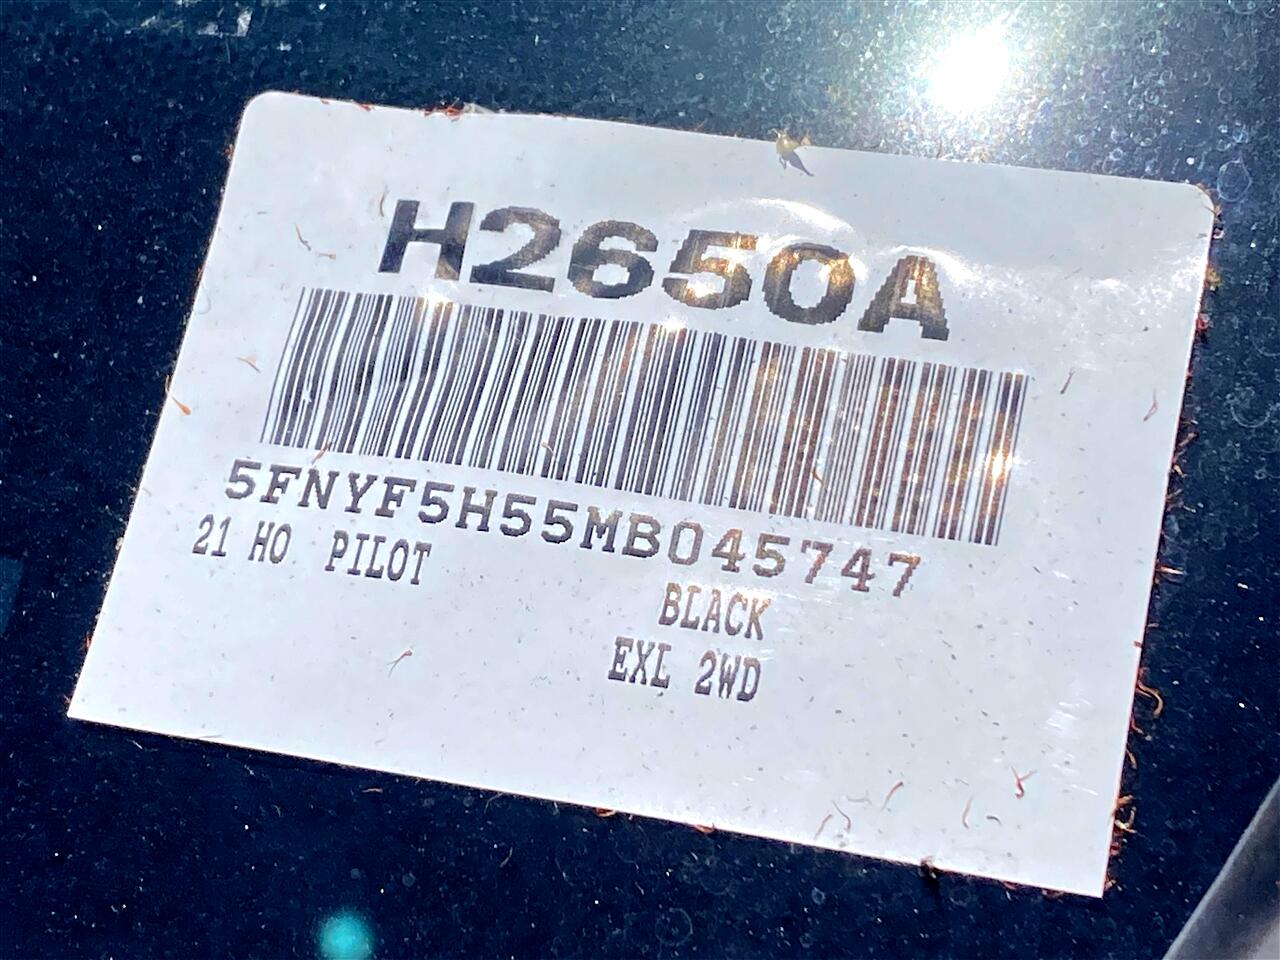 H2650A
5FNYF5H55MB045747
21 HO PILOT
BLACK
EXL 2WD